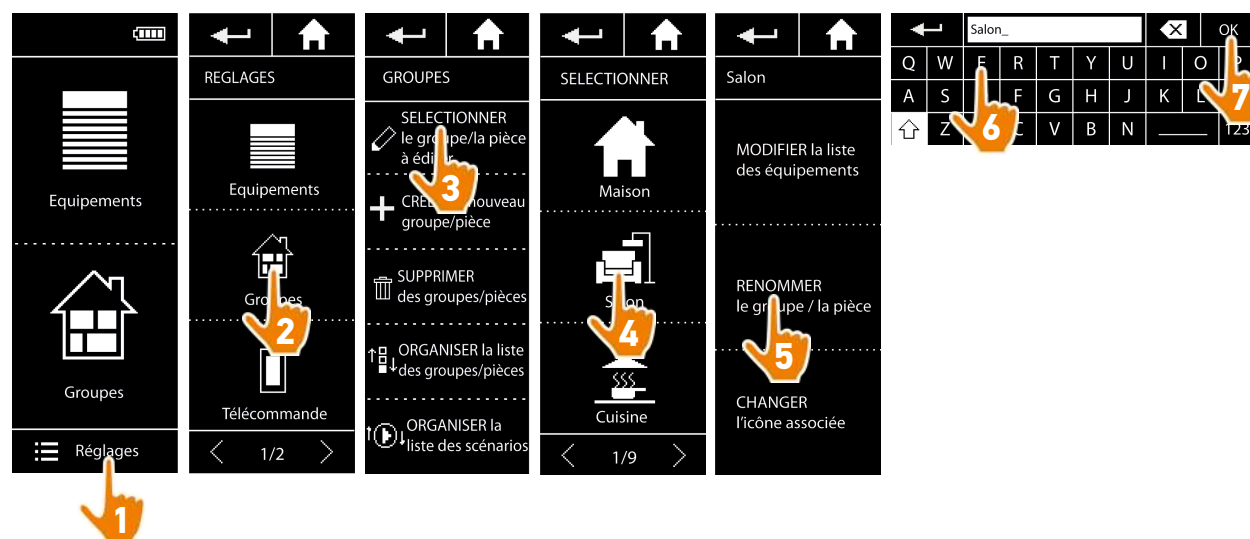 Equipements
Groupes
Réglages
1
REGLAGES
Equipements
Groupes
2
Télécommande
1/2
GROUPES
SELECTIONNER
le groupe/la pièce
à éditer
3
nouveau
groupe/pièce
SUPPRIMER
des groupes/pièces
ORGANISER la liste
des groupes/pièces
ORGANISER la
liste des scénarios
SELECTIONNER
Maison
Salon
4
Cuisine
1/9
Salon
MODIFIER la liste
des équipements
RENOMMER
le groupe / la pièce
5
CHANGER
l'icône associée
Salon_
OK
Q W E R T Y U I O P
A S F G H J K L
7
Z C V B N 123
6